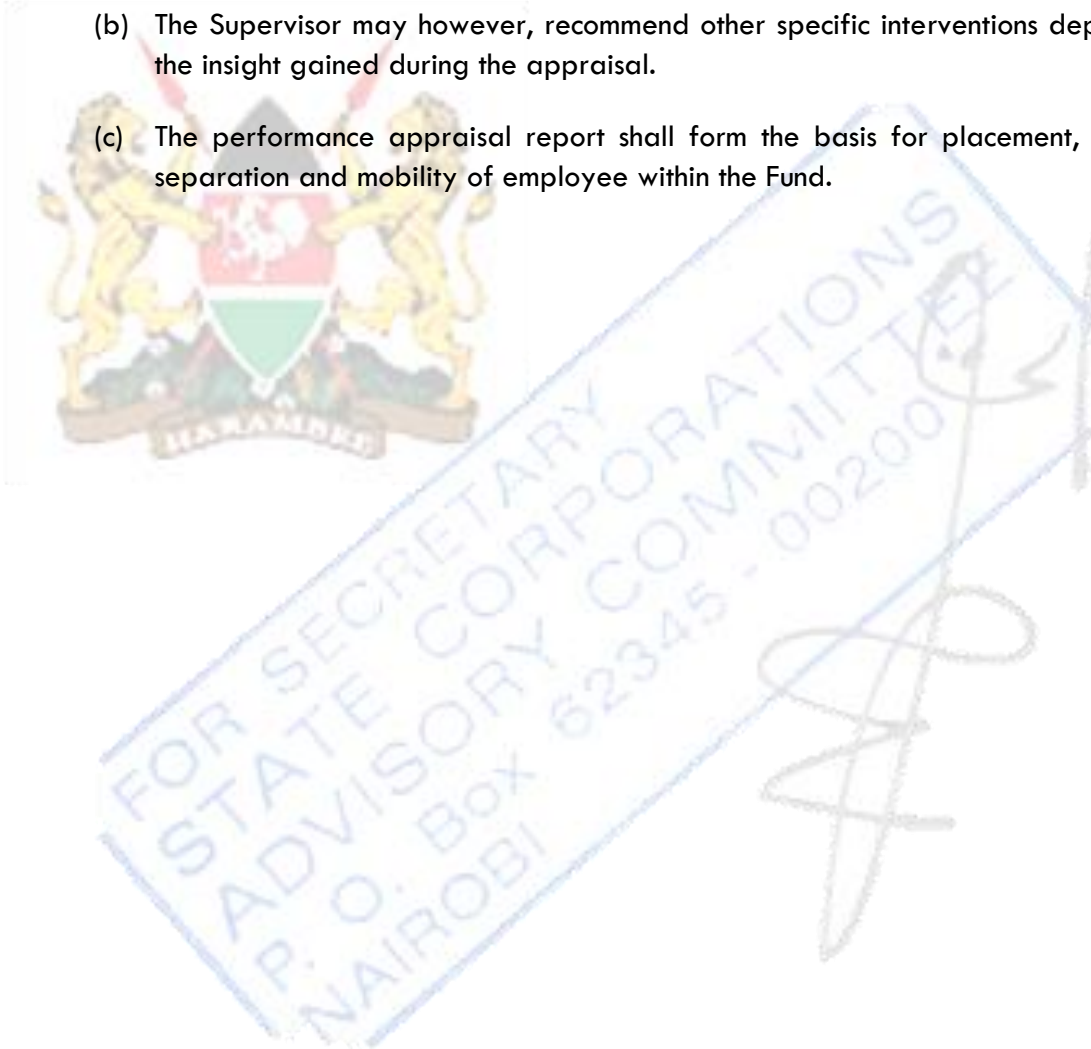 (b) The Supervisor may however, recommend other specific interventions dep
the insight gained during the appraisal.
(c) The performance appraisal report shall form the basis for placement,
separation and mobility of employee within the Fund.
HARAMBEE
FOR SECRETARY
STATE CORPORATIONS
ADVISORY COMMITTEE
P. O. Box 62345 - 00200
NAIROBI